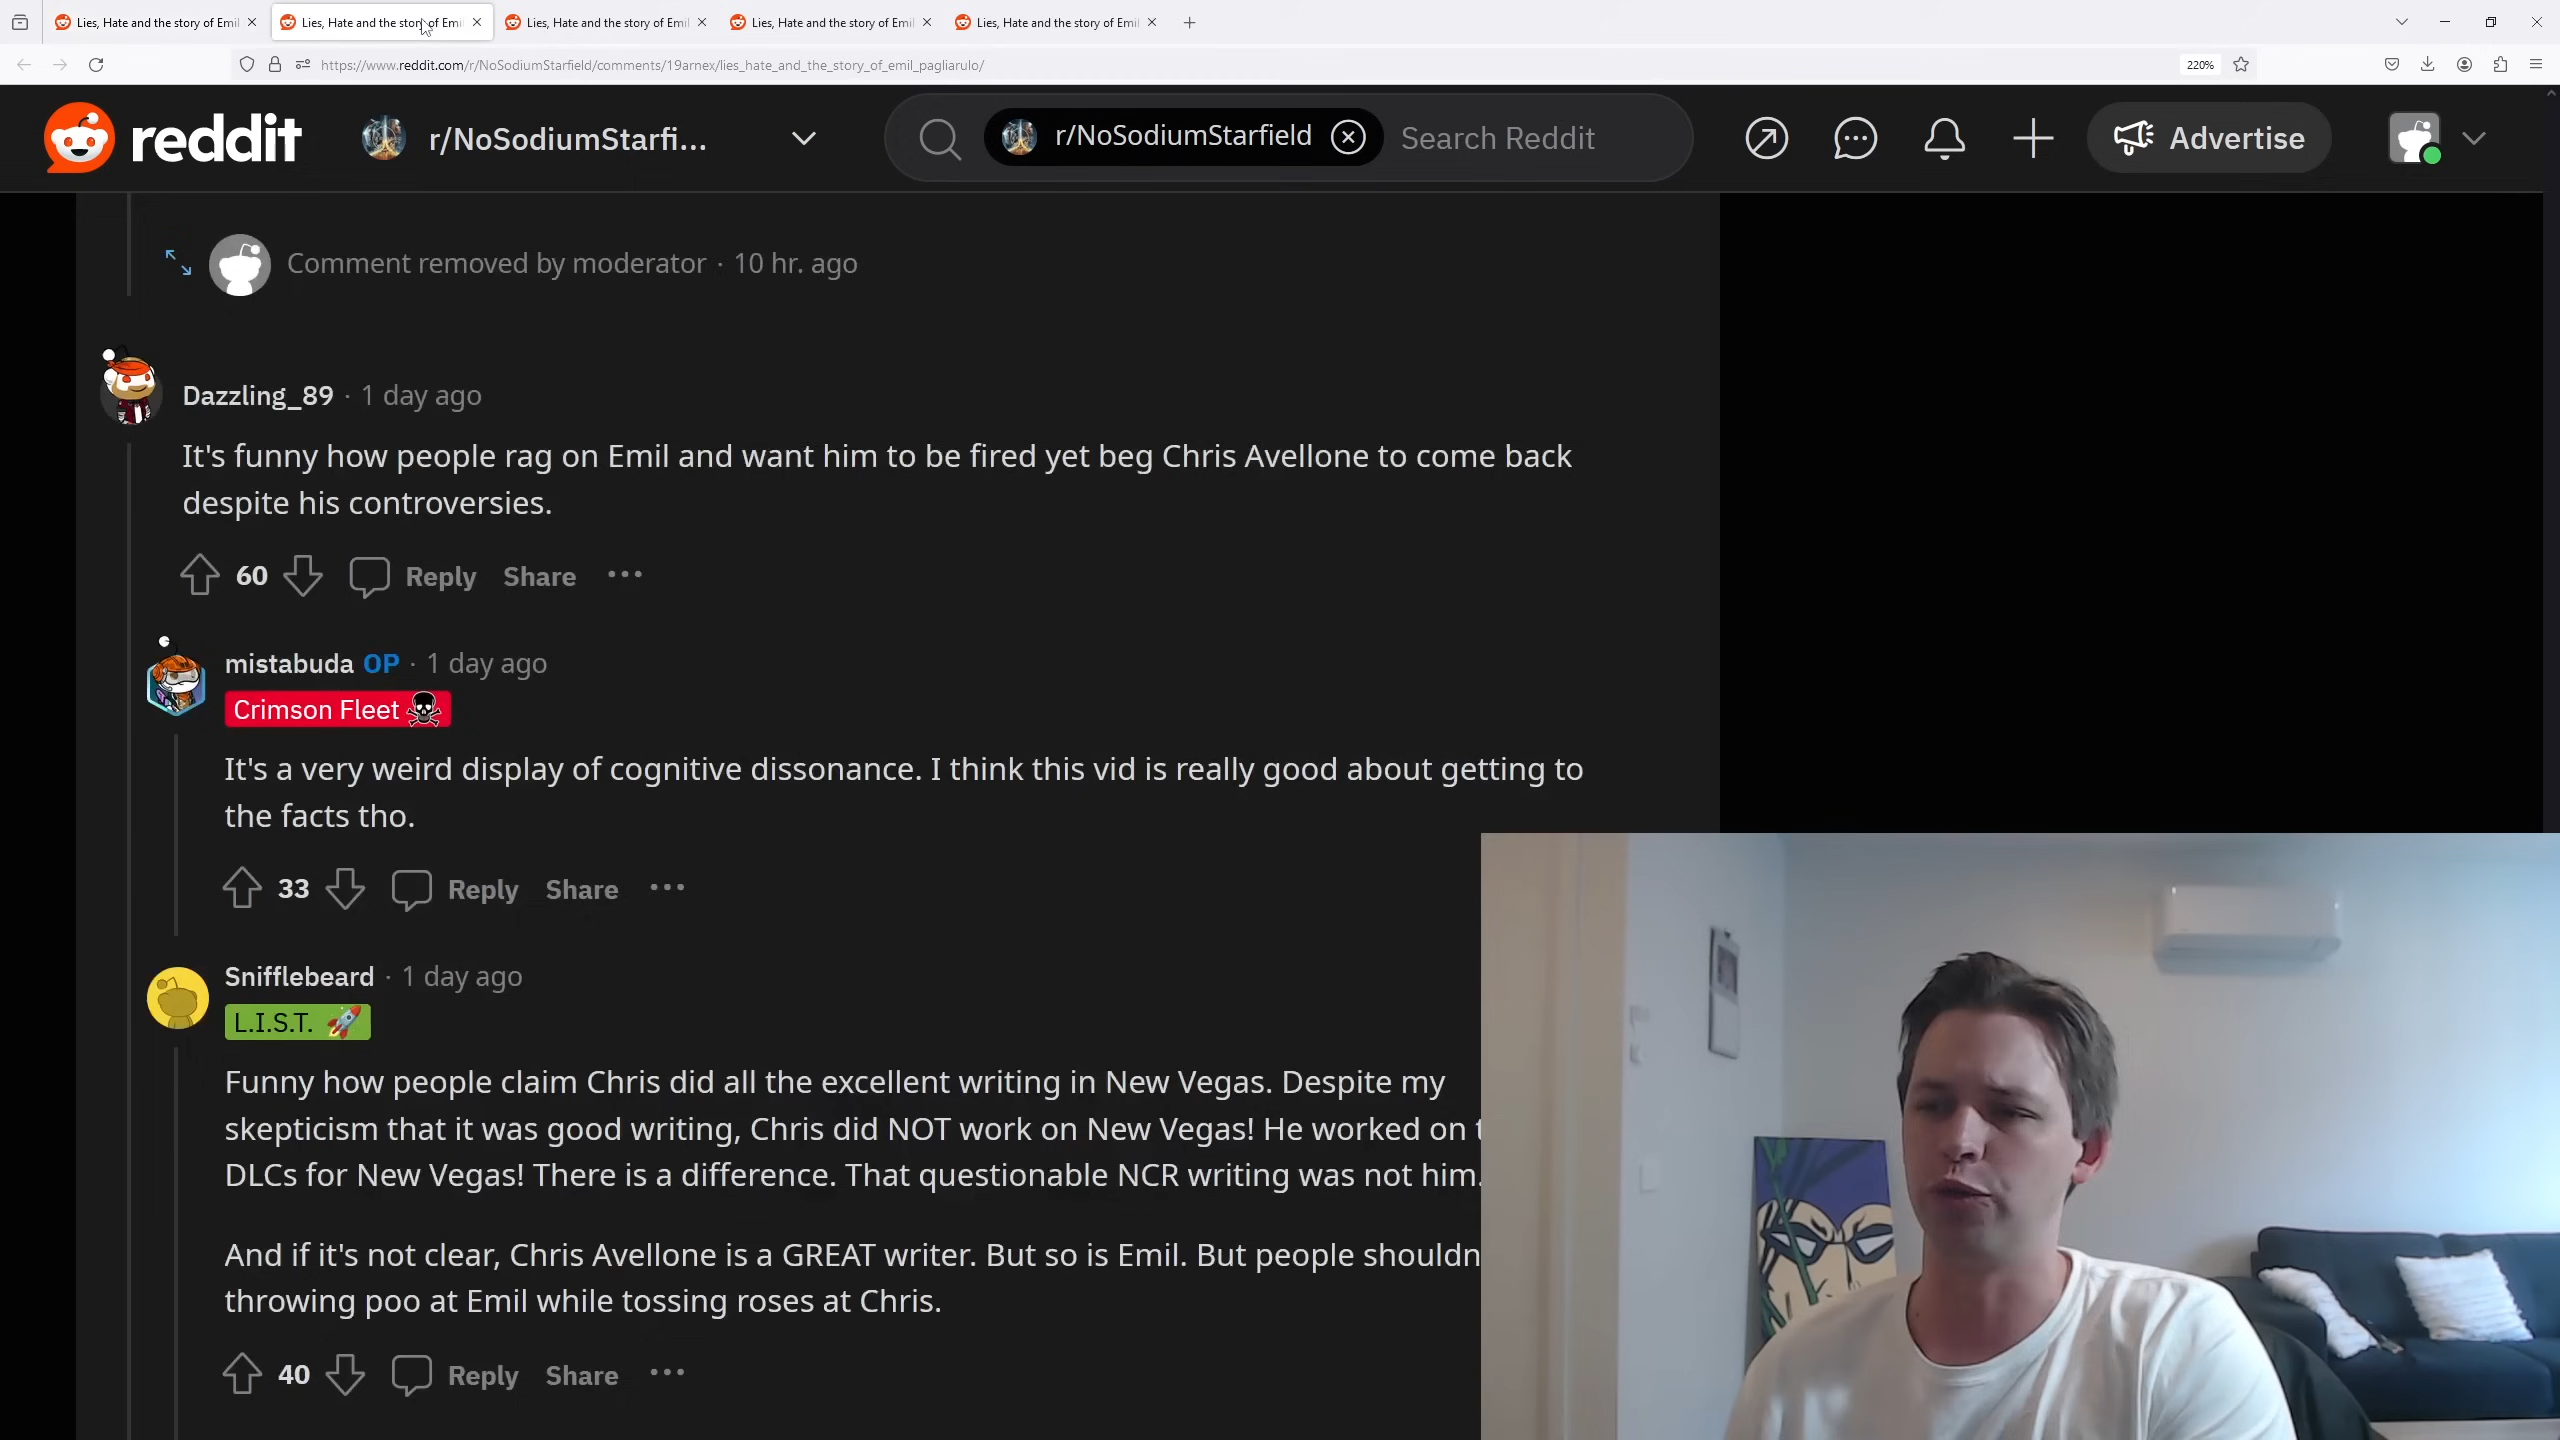 Lies, Hate and the story of Emil
Lies, Hate and the story of Emil
Lies, Hate and the story of Emil
Lies, Hate and the story of Emil
Lies, Hate and the story of Emil
https://www.reddit.com/r/NoSodiumStarfield/comments/19arnex/lies_hate_and_the_story_of_emil_pagliarulo/
220%
reddit
r/NoSodiumStarfi...
r/NoSodiumStarfield
Search Reddit
Advertise
Comment removed by moderator · 10 hr. ago
Dazzling_89 · 1 day ago
It's funny how people rag on Emil and want him to be fired yet beg Chris Avellone to come back
despite his controversies.
60 Reply Share ...
mistabuda OP · 1 day ago
Crimson Fleet ☠
It's a very weird display of cognitive dissonance. I think this vid is really good about getting to
the facts tho.
33 Reply Share ...
Snifflebeard · 1 day ago
L.I.S.T. 🚀
Funny how people claim Chris did all the excellent writing in New Vegas. Despite my
skepticism that it was good writing, Chris did NOT work on New Vegas! He worked on
DLCs for New Vegas! There is a difference. That questionable NCR writing was not him.
And if it's not clear, Chris Avellone is a GREAT writer. But so is Emil. But people shouldn
throwing poo at Emil while tossing roses at Chris.
40 Reply Share ...